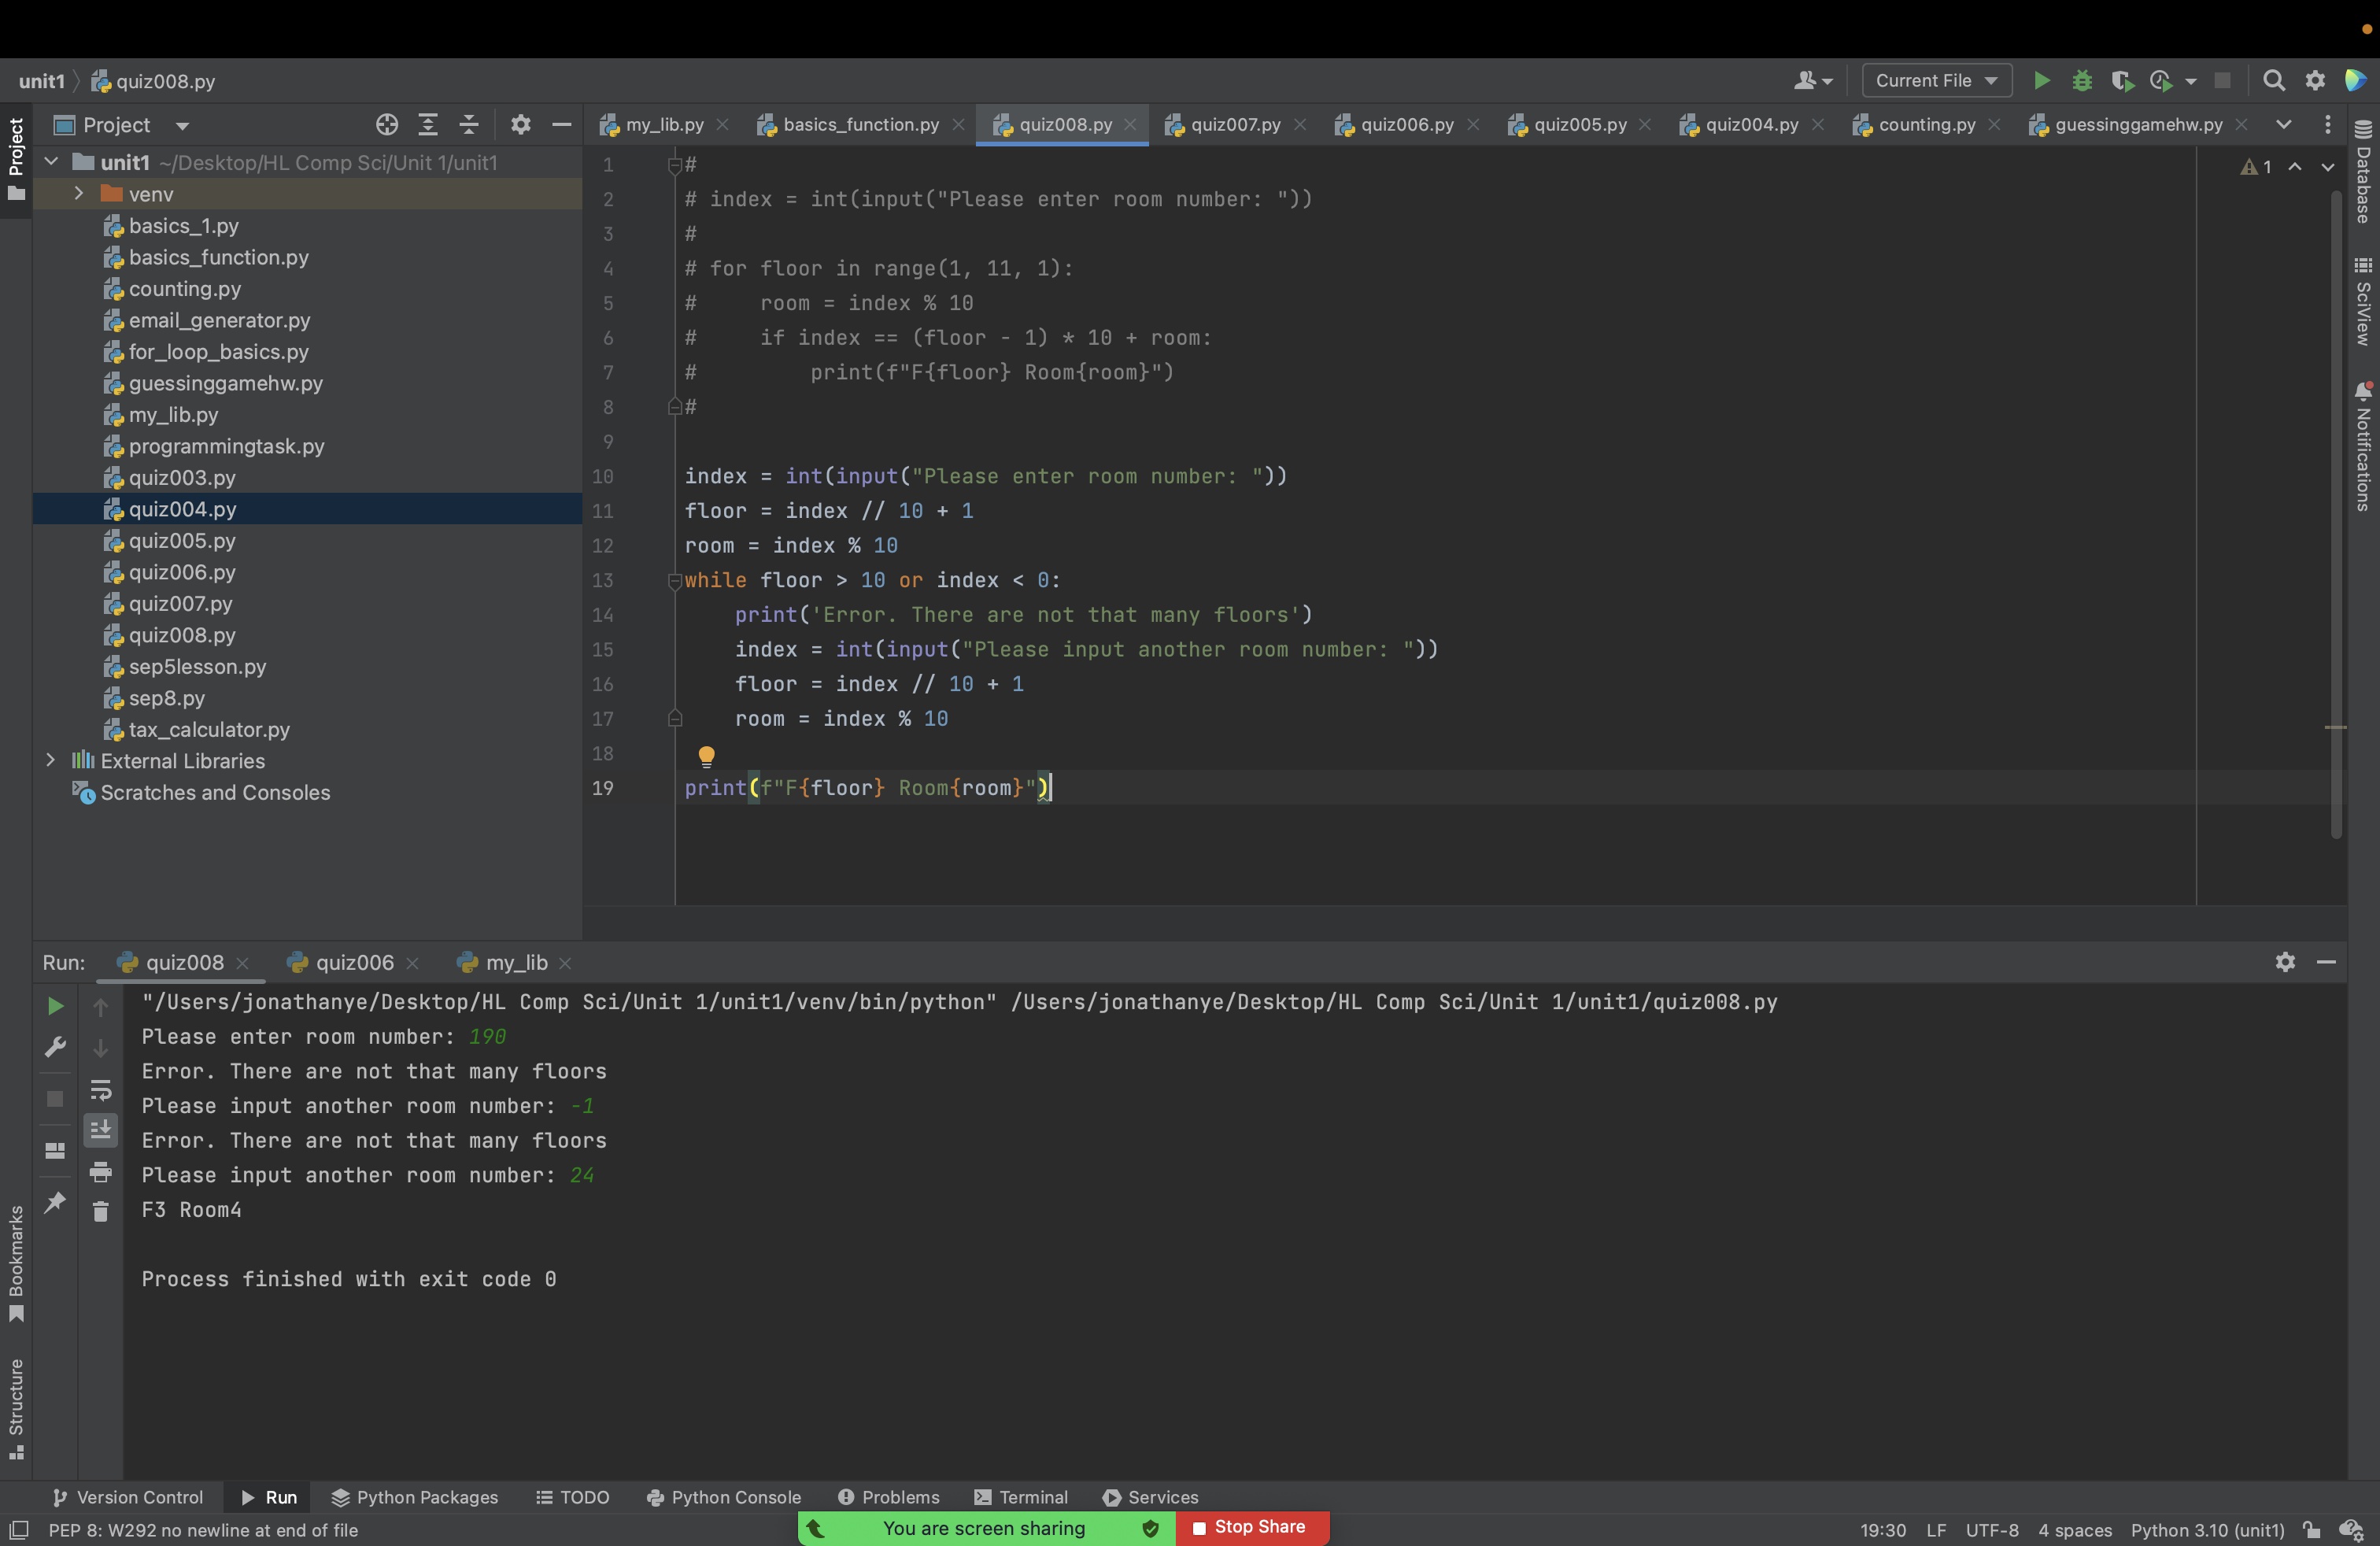 unit1 quiz008.py
Current File
Project
my_lib.py basics_function.py quiz008.py quiz007.py quiz006.py quiz005.py quiz004.py counting.py guessinggamehw.py
Project
unit1 ~/Desktop/HL Comp Sci/Unit 1/unit1
venv
basics_1.py
basics_function.py
counting.py
email_generator.py
for_loop_basics.py
guessinggamehw.py
my_lib.py
programmingtask.py
quiz003.py
quiz004.py
quiz005.py
quiz006.py
quiz007.py
quiz008.py
sep5lesson.py
sep8.py
tax_calculator.py
External Libraries
Scratches and Consoles
1 #
2 # index = int(input("Please enter room number: "))
3 #
4 # for floor in range(1, 11, 1):
5 #     room = index % 10
6 #     if index == (floor - 1) * 10 + room:
7 #         print(f"F{floor} Room{room}")
8 #
9
10 index = int(input("Please enter room number: "))
11 floor = index // 10 + 1
12 room = index % 10
13 while floor > 10 or index < 0:
14     print('Error. There are not that many floors')
15     index = int(input("Please input another room number: "))
16     floor = index // 10 + 1
17     room = index % 10
18
19 print(f"F{floor} Room{room}")
1
Database
SciView
Notifications
Run: quiz008 quiz006 my_lib
"/Users/jonathanye/Desktop/HL Comp Sci/Unit 1/unit1/venv/bin/python" /Users/jonathanye/Desktop/HL Comp Sci/Unit 1/unit1/quiz008.py
Please enter room number: 190
Error. There are not that many floors
Please input another room number: -1
Error. There are not that many floors
Please input another room number: 24
F3 Room4
Process finished with exit code 0
Bookmarks
Structure
Version Control Run Python Packages TODO Python Console Problems Terminal Services
PEP 8: W292 no newline at end of file
You are screen sharing Stop Share
19:30 LF UTF-8 4 spaces Python 3.10 (unit1)